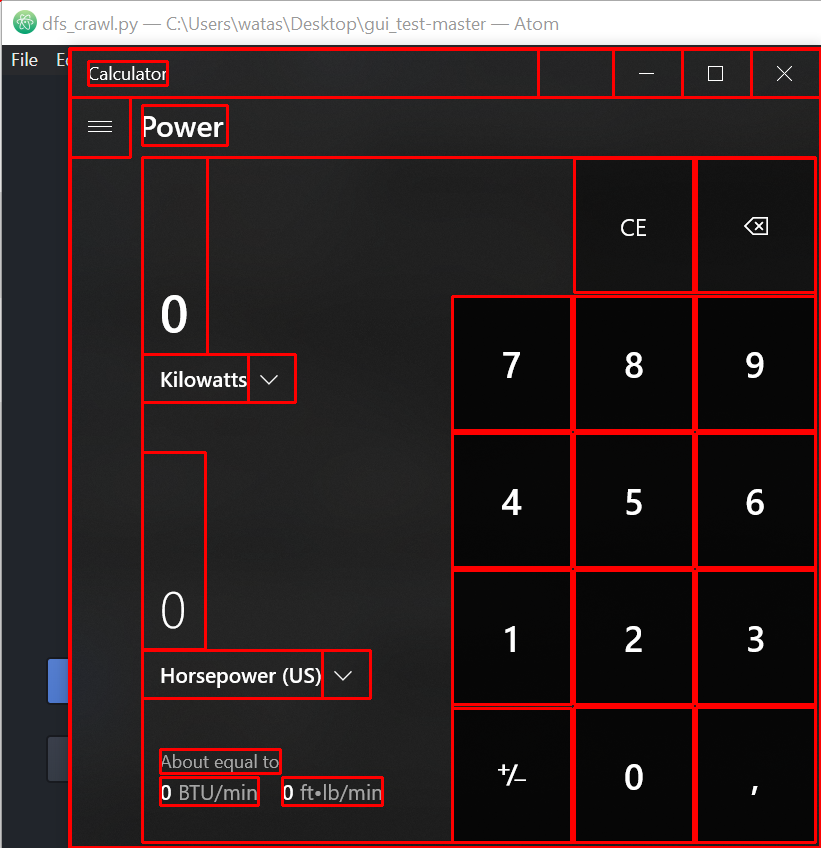 dfs_crawl.py — C:\Users\watas\Desktop\gui_test-master — Atom
File
Calculator
Power
CE
0
7 8 9
Kilowatts
4 5 6
0
1 2 3
Horsepower (US)
About equal to
0 BTU/min 0 ft•lb/min
+/− 0 ,